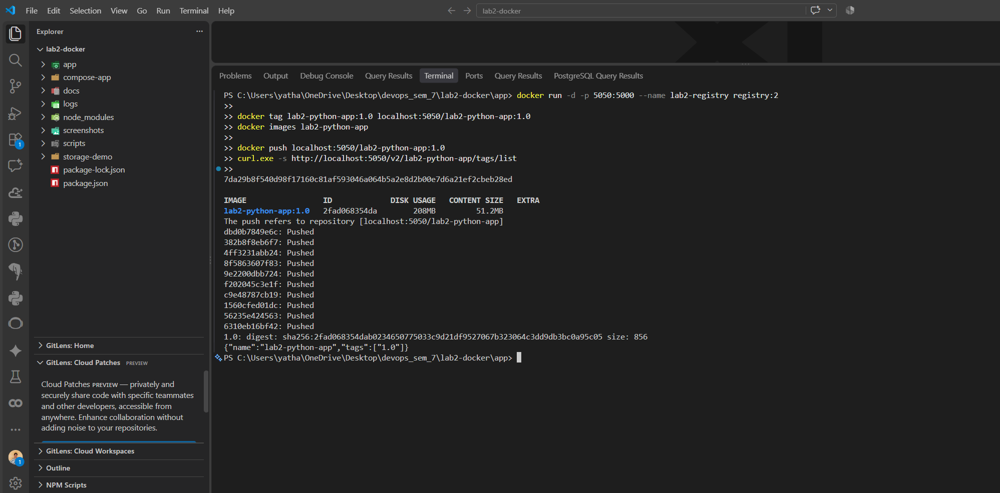 File Edit Selection View Go Run Terminal Help
lab2-docker
Explorer
lab2-docker
app
compose-app
docs
logs
node_modules
screenshots
scripts
storage-demo
package-lock.json
package.json
GitLens: Home
GitLens: Cloud Patches PREVIEW
Cloud Patches PREVIEW — privately and
securely share code with specific teammates
and other developers, accessible from
anywhere. Enhance collaboration without
adding noise to your repositories.
GitLens: Cloud Workspaces
Outline
NPM Scripts
1
1
Problems Output Debug Console Query Results Terminal Ports Query Results PostgreSQL Query Results
PS C:\Users\yatha\OneDrive\Desktop\devops_sem_7\lab2-docker\app> docker run -d -p 5050:5000 --name lab2-registry registry:2
>>
>> docker tag lab2-python-app:1.0 localhost:5050/lab2-python-app:1.0
>> docker images lab2-python-app
>>
>> docker push localhost:5050/lab2-python-app:1.0
>> curl.exe -s http://localhost:5050/v2/lab2-python-app/tags/list
>>
7da29b8f540d98f17160c81af593046a064b5a2e8d2b00e7d6a21ef2cbeb28ed
IMAGE ID DISK USAGE CONTENT SIZE EXTRA
lab2-python-app:1.0 2fad068354da 208MB 51.2MB
The push refers to repository [localhost:5050/lab2-python-app]
dbd0b7849e6c: Pushed
382b8f8eb6f7: Pushed
4ff3231abb24: Pushed
8f5863607f83: Pushed
9e2200dbb724: Pushed
f202045c3e1f: Pushed
c9e48787cb19: Pushed
1560cfed01dc: Pushed
56235e424563: Pushed
6310eb16bf42: Pushed
1.0: digest: sha256:2fad068354dab0234650775033c9d21df9527067b323064c3dd9db3bc0a95c05 size: 856
{"name":"lab2-python-app","tags":["1.0"]}
PS C:\Users\yatha\OneDrive\Desktop\devops_sem_7\lab2-docker\app>